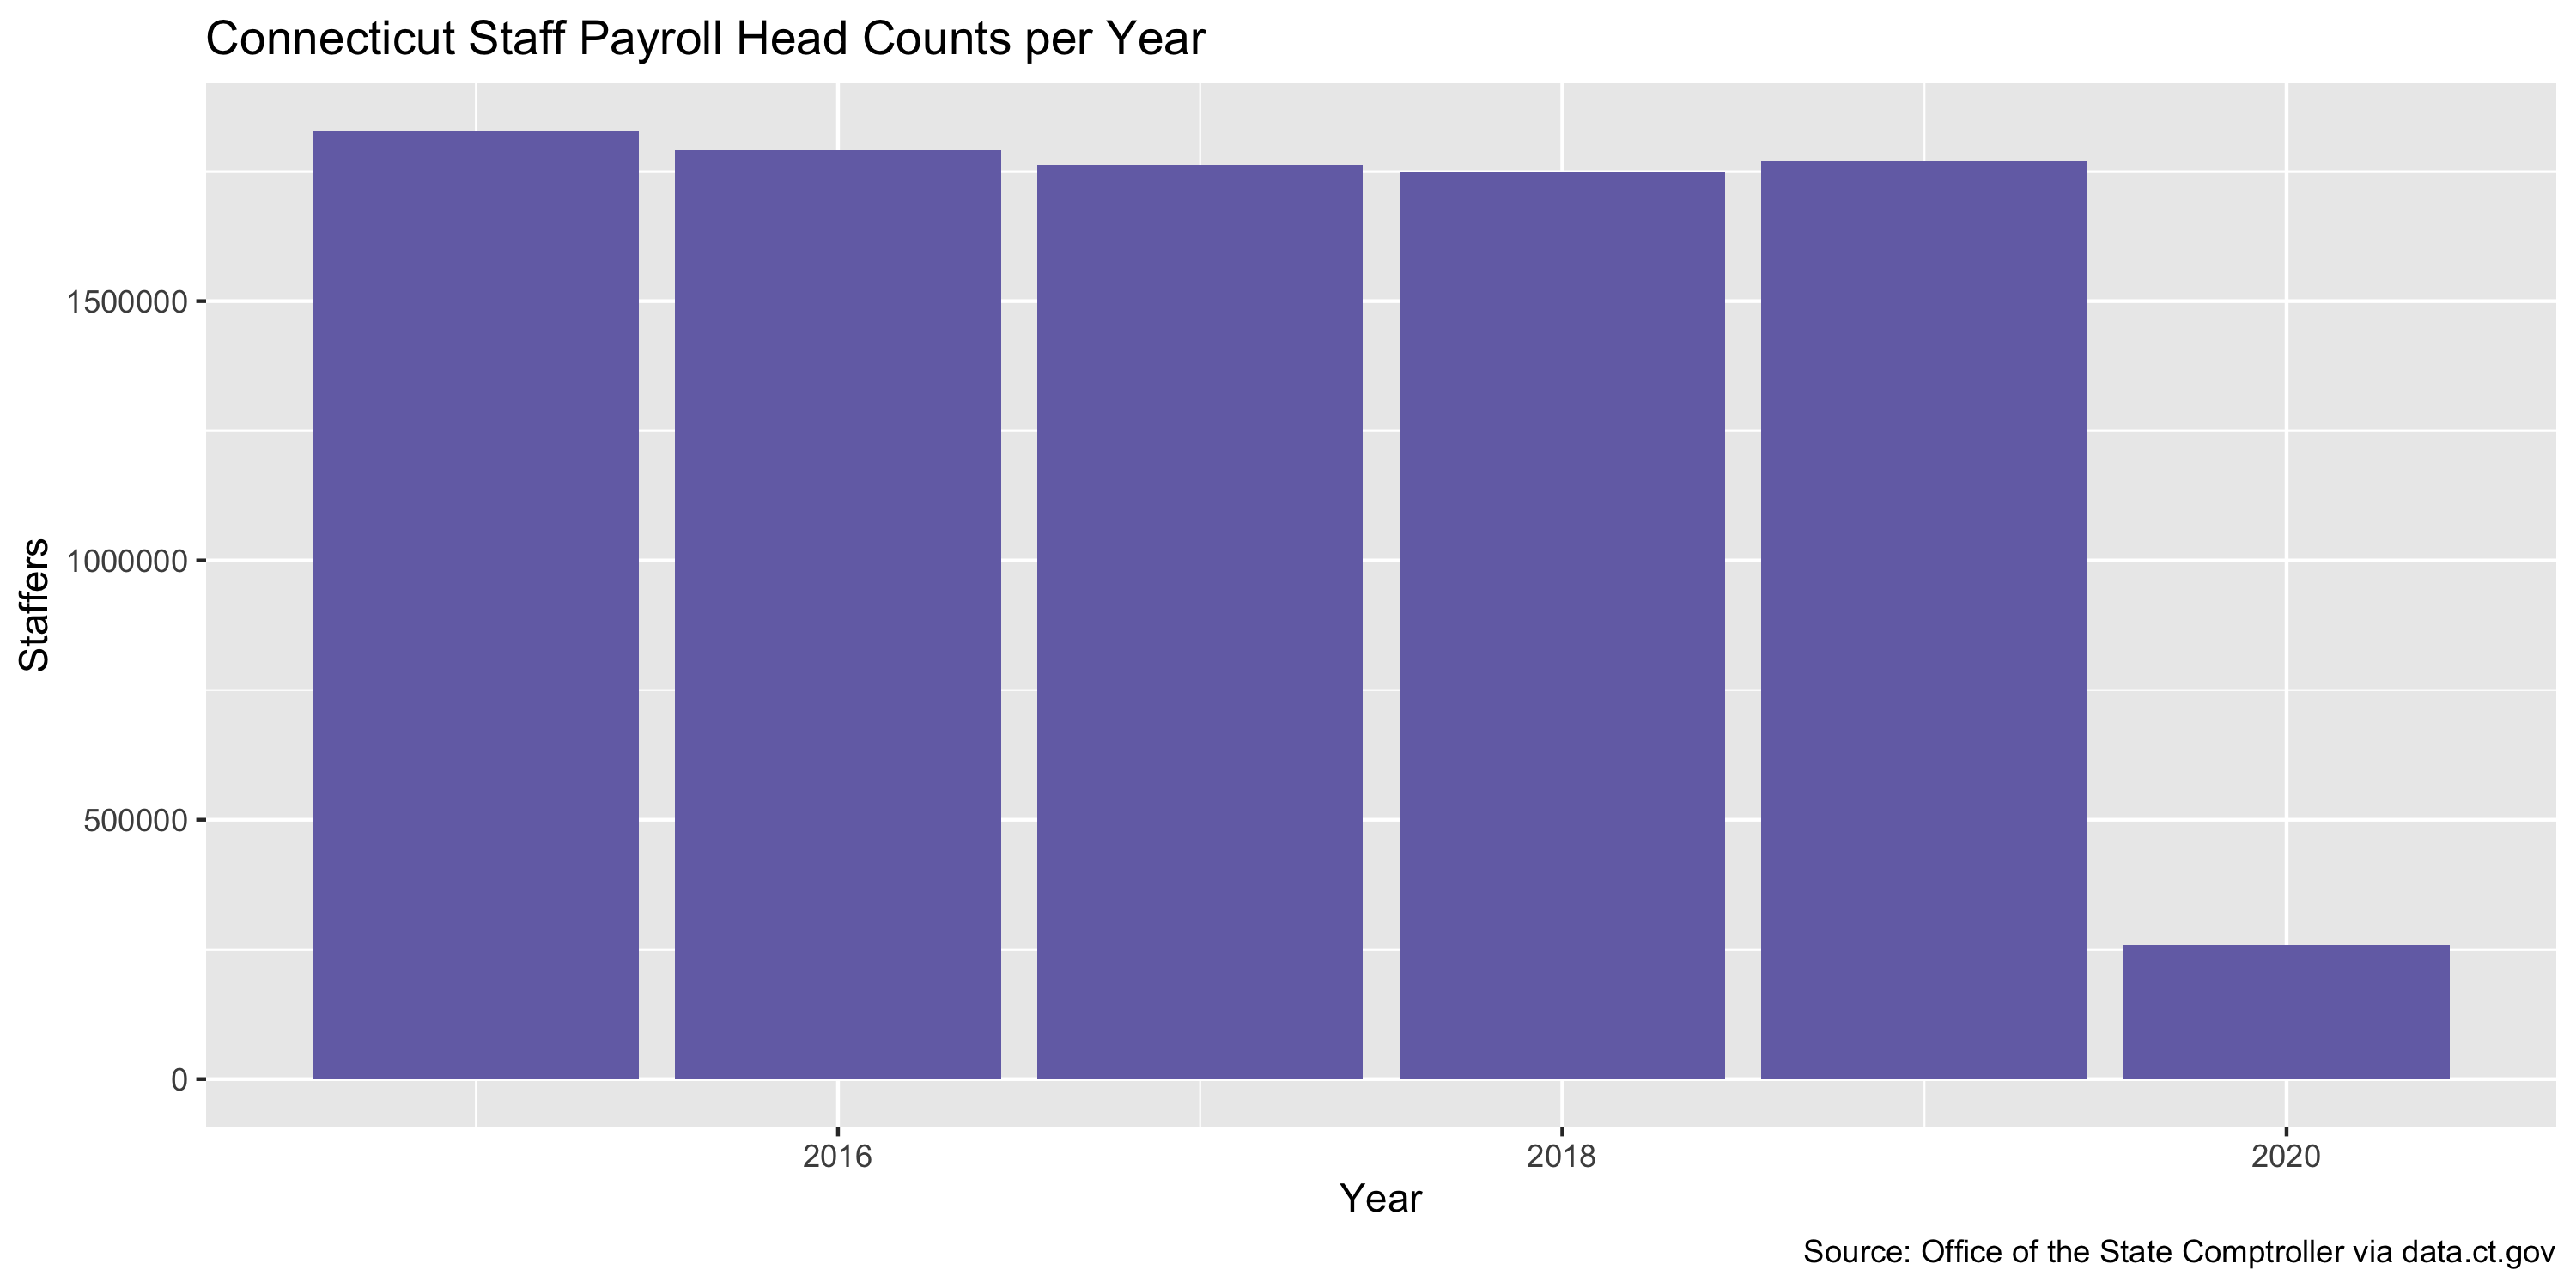 Connecticut Staff Payroll Head Counts per Year
Staffers
1500000
1000000
500000
0
2016
2018
2020
Year
Source: Office of the State Comptroller via data.ct.gov